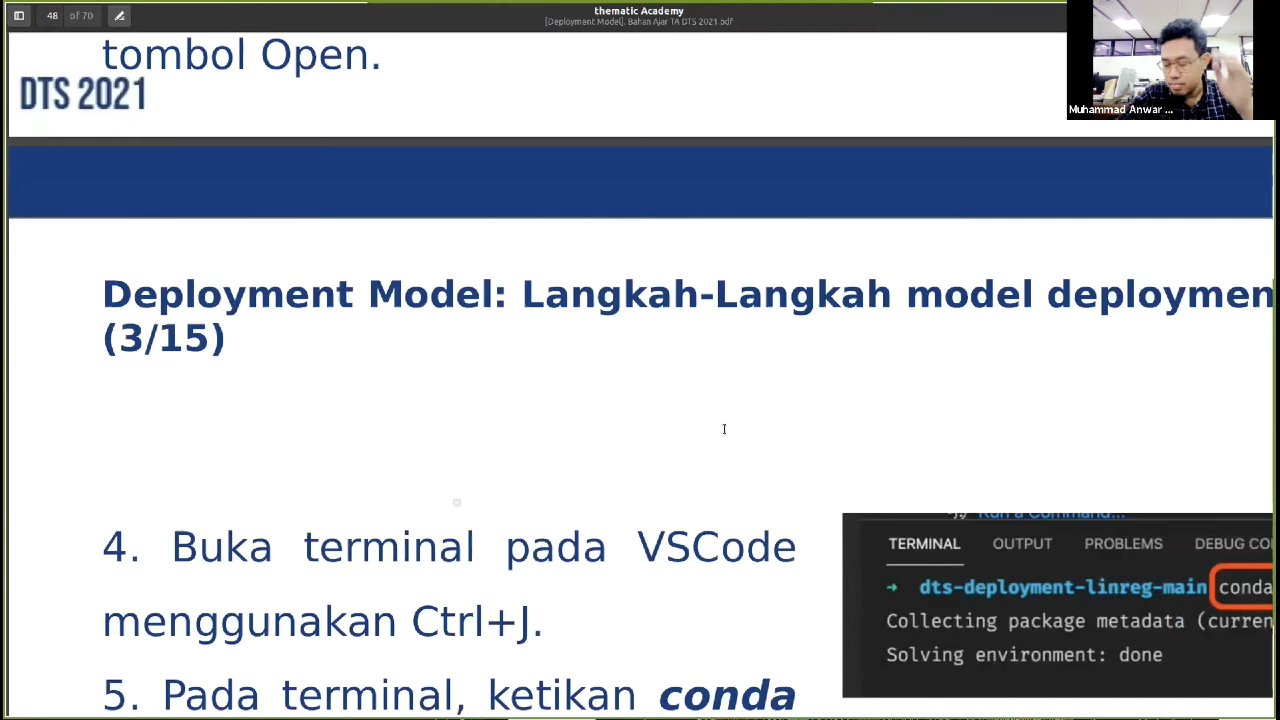 48 of 70
thematic Academy
[Deployment Model]. Bahan Ajar TA DTS 2021.pdf
Muhammad Anwar ...
tombol Open.
DTS 2021
Deployment Model: Langkah-Langkah model deploymen
(3/15)
4. Buka terminal pada VSCode
menggunakan Ctrl+J.
5. Pada terminal, ketikan conda
Run a Command...
TERMINAL OUTPUT PROBLEMS DEBUG CO
→ dts-deployment-linreg-main conda
Collecting package metadata (curren
Solving environment: done